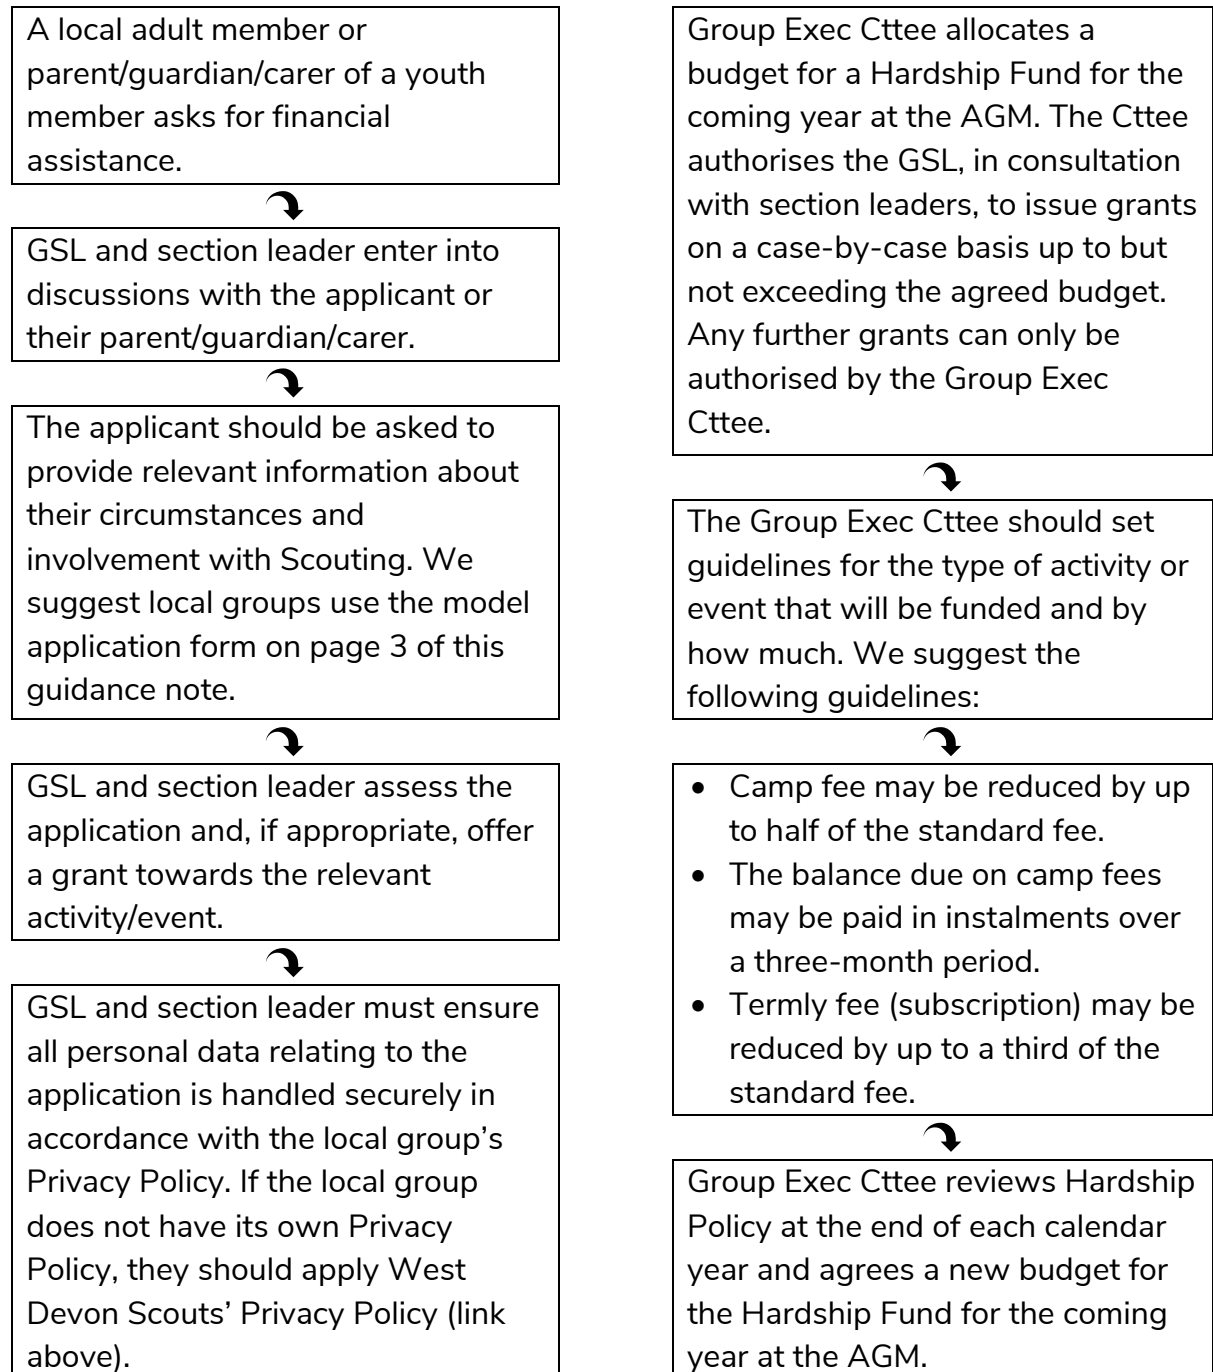 A local adult member or
parent/guardian/carer of a youth
member asks for financial
assistance.
GSL and section leader enter into
discussions with the applicant or
their parent/guardian/carer.
The applicant should be asked to
provide relevant information about
their circumstances and
involvement with Scouting. We
suggest local groups use the model
application form on page 3 of this
guidance note.
GSL and section leader assess the
application and, if appropriate, offer
a grant towards the relevant
activity/event.
GSL and section leader must ensure
all personal data relating to the
application is handled securely in
accordance with the local group’s
Privacy Policy. If the local group
does not have its own Privacy
Policy, they should apply West
Devon Scouts’ Privacy Policy (link
above).
Group Exec Cttee allocates a
budget for a Hardship Fund for the
coming year at the AGM. The Cttee
authorises the GSL, in consultation
with section leaders, to issue grants
on a case-by-case basis up to but
not exceeding the agreed budget.
Any further grants can only be
authorised by the Group Exec
Cttee.
The Group Exec Cttee should set
guidelines for the type of activity or
event that will be funded and by
how much. We suggest the
following guidelines:
• Camp fee may be reduced by up
to half of the standard fee.
• The balance due on camp fees
may be paid in instalments over
a three-month period.
• Termly fee (subscription) may be
reduced by up to a third of the
standard fee.
Group Exec Cttee reviews Hardship
Policy at the end of each calendar
year and agrees a new budget for
the Hardship Fund for the coming
year at the AGM.